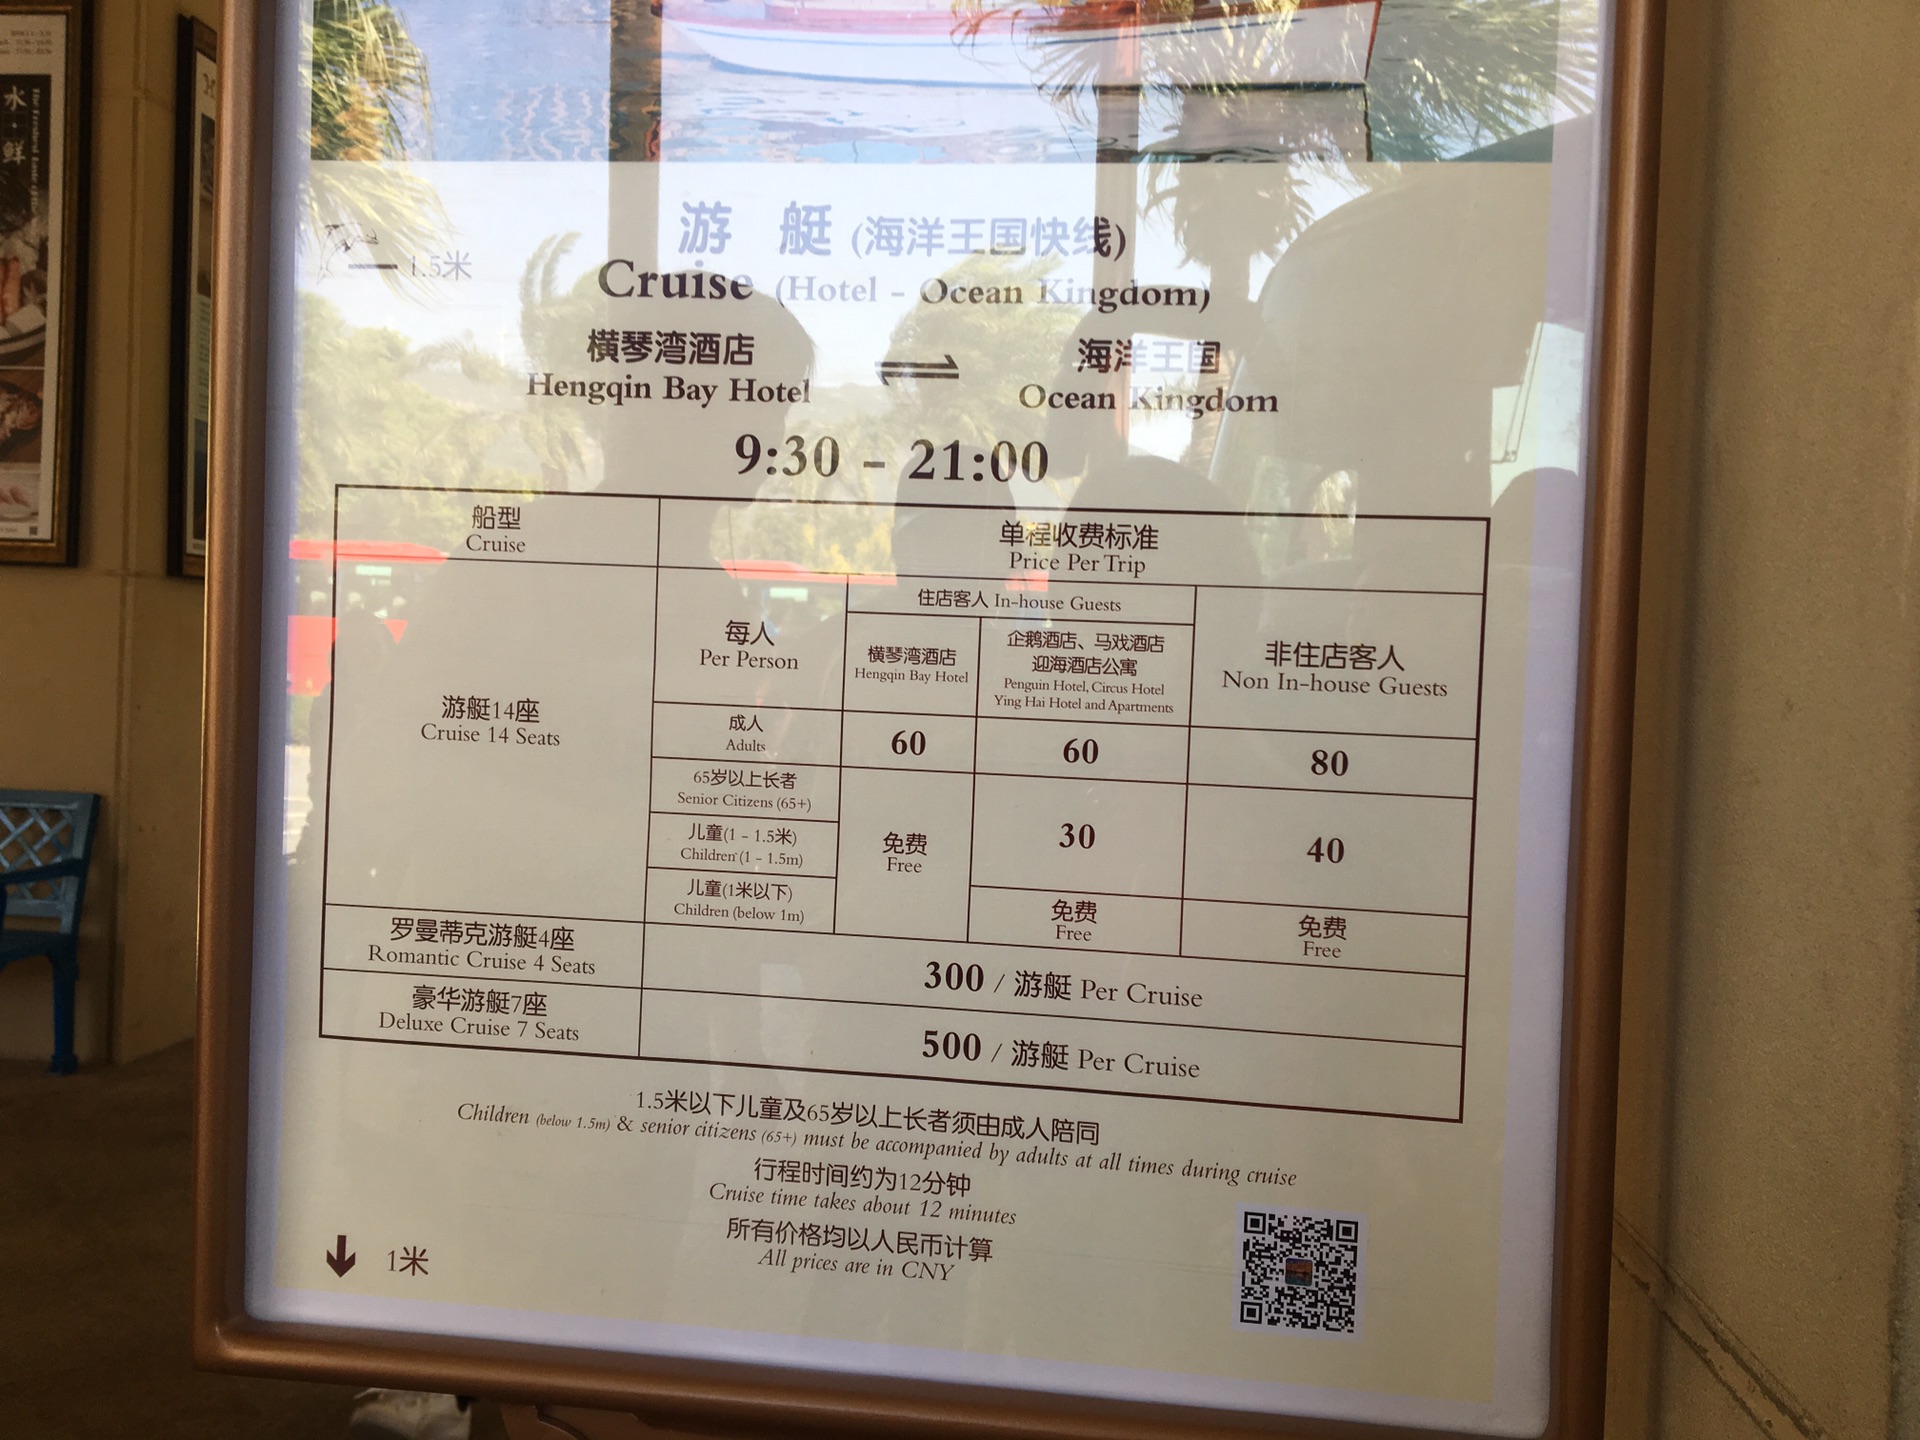 水·鲜
游 艇 (海洋王国快线)
1.5米
Cruise (Hotel - Ocean Kingdom)
横琴湾酒店 ⇌ 海洋王国
Hengqin Bay Hotel Ocean Kingdom
9:30 - 21:00
船型
Cruise
单程收费标准
Price Per Trip
每人
Per Person
住店客人 In-house Guests
横琴湾酒店
Hengqin Bay Hotel
企鹅酒店、马戏酒店
迎海酒店公寓
Penguin Hotel, Circus Hotel
Ying Hai Hotel and Apartments
非住店客人
Non In-house Guests
游艇14座
Cruise 14 Seats
成人
Adults
60
60
80
65岁以上长者
Senior Citizens (65+)
儿童(1 - 1.5米)
Children (1 - 1.5m)
儿童(1米以下)
Children (below 1m)
免费
Free
30
40
免费
Free
免费
Free
罗曼蒂克游艇4座
Romantic Cruise 4 Seats
300 / 游艇 Per Cruise
豪华游艇7座
Deluxe Cruise 7 Seats
500 / 游艇 Per Cruise
1.5米以下儿童及65岁以上长者须由成人陪同
Children (below 1.5m) & senior citizens (65+) must be accompanied by adults at all times during cruise
行程时间约为12分钟
Cruise time takes about 12 minutes
所有价格均以人民币计算
All prices are in CNY
1米